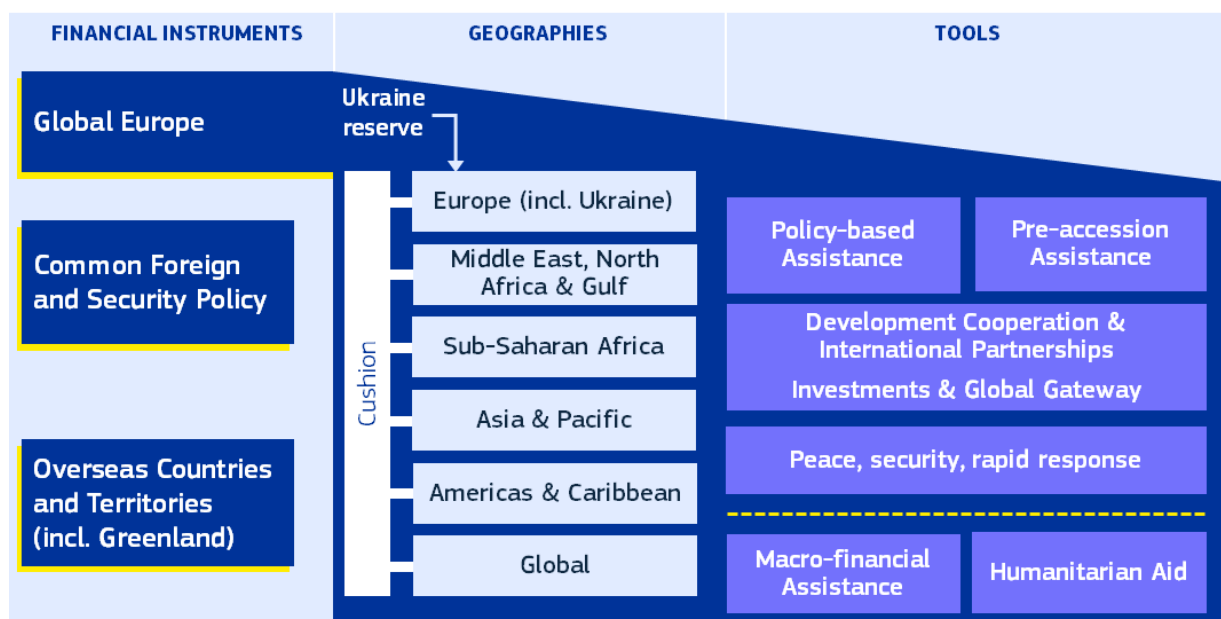 FINANCIAL INSTRUMENTS
GEOGRAPHIES
TOOLS
Global Europe
Common Foreign
and Security Policy
Overseas Countries
and Territories
(incl. Greenland)
Ukraine
reserve
Cushion
Europe (incl. Ukraine)
Middle East, North
Africa & Gulf
Sub-Saharan Africa
Asia & Pacific
Americas & Caribbean
Global
Policy-based
Assistance
Pre-accession
Assistance
Development Cooperation &
International Partnerships
Investments & Global Gateway
Peace, security, rapid response
Macro-financial
Assistance
Humanitarian Aid